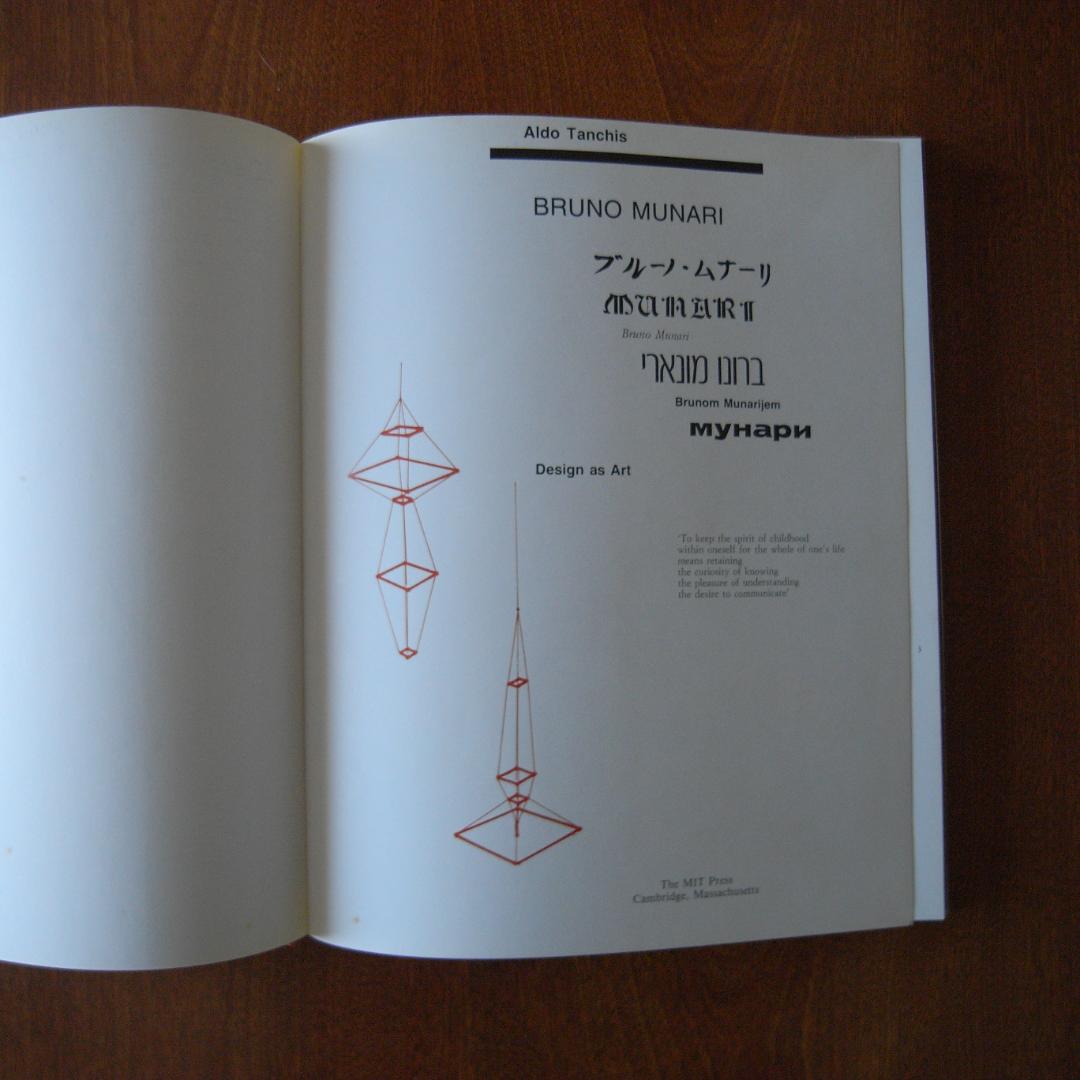 Aldo Tanchis
BRUNO MUNARI
ブルーノ・ムナーリ
MUNARI
Bruno Munari
ברונו מונארי
Brunom Munarijem
мунари
Design as Art
'To keep the spirit of childhood
within oneself for the whole of one's life
means retaining
the curiosity of knowing
the pleasure of understanding
the desire to communicate'
The MIT Press
Cambridge, Massachusetts